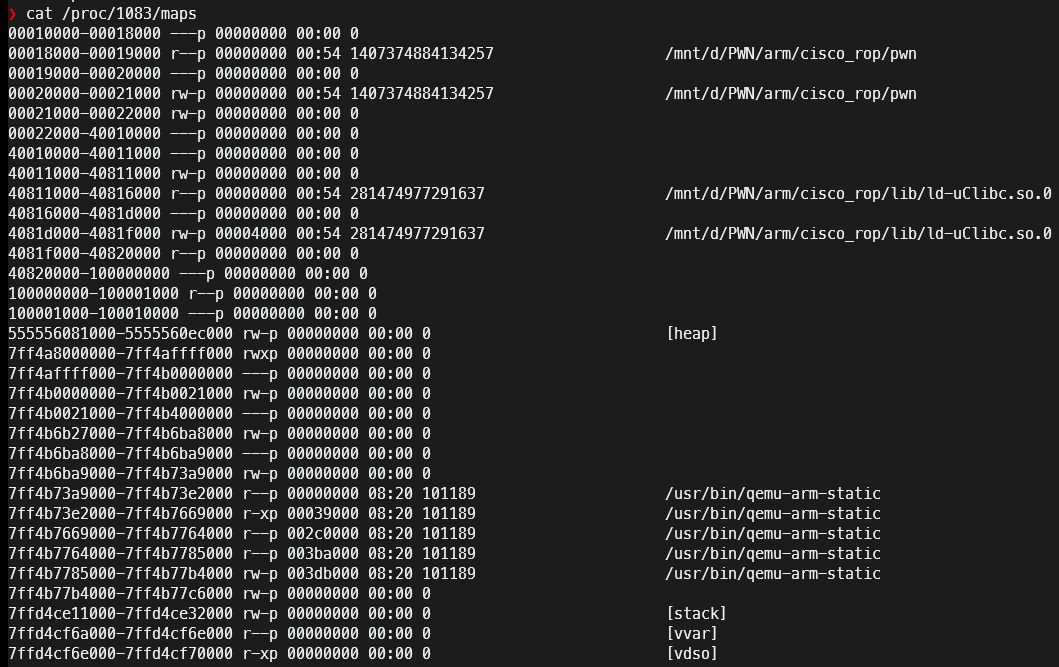 ❯ cat /proc/1083/maps
00010000-00018000 ---p 00000000 00:00 0
00018000-00019000 r--p 00000000 00:54 1407374884134257 /mnt/d/PWN/arm/cisco_rop/pwn
00019000-00020000 ---p 00000000 00:00 0
00020000-00021000 rw-p 00000000 00:54 1407374884134257 /mnt/d/PWN/arm/cisco_rop/pwn
00021000-00022000 rw-p 00000000 00:00 0
00022000-40010000 ---p 00000000 00:00 0
40010000-40011000 ---p 00000000 00:00 0
40011000-40811000 rw-p 00000000 00:00 0
40811000-40816000 r--p 00000000 00:54 281474977291637 /mnt/d/PWN/arm/cisco_rop/lib/ld-uClibc.so.0
40816000-4081d000 ---p 00000000 00:00 0
4081d000-4081f000 rw-p 00004000 00:54 281474977291637 /mnt/d/PWN/arm/cisco_rop/lib/ld-uClibc.so.0
4081f000-40820000 r--p 00000000 00:00 0
40820000-100000000 ---p 00000000 00:00 0
100000000-100001000 r--p 00000000 00:00 0
100001000-100010000 ---p 00000000 00:00 0
555556081000-5555560ec000 rw-p 00000000 00:00 0 [heap]
7ff4a8000000-7ff4affff000 rwxp 00000000 00:00 0
7ff4affff000-7ff4b0000000 ---p 00000000 00:00 0
7ff4b0000000-7ff4b0021000 rw-p 00000000 00:00 0
7ff4b0021000-7ff4b4000000 ---p 00000000 00:00 0
7ff4b6b27000-7ff4b6ba8000 rw-p 00000000 00:00 0
7ff4b6ba8000-7ff4b6ba9000 ---p 00000000 00:00 0
7ff4b6ba9000-7ff4b73a9000 rw-p 00000000 00:00 0
7ff4b73a9000-7ff4b73e2000 r--p 00000000 08:20 101189 /usr/bin/qemu-arm-static
7ff4b73e2000-7ff4b7669000 r-xp 00039000 08:20 101189 /usr/bin/qemu-arm-static
7ff4b7669000-7ff4b7764000 r--p 002c0000 08:20 101189 /usr/bin/qemu-arm-static
7ff4b7764000-7ff4b7785000 r--p 003ba000 08:20 101189 /usr/bin/qemu-arm-static
7ff4b7785000-7ff4b77b4000 rw-p 003db000 08:20 101189 /usr/bin/qemu-arm-static
7ff4b77b4000-7ff4b77c6000 rw-p 00000000 00:00 0
7ffd4ce11000-7ffd4ce32000 rw-p 00000000 00:00 0 [stack]
7ffd4cf6a000-7ffd4cf6e000 r--p 00000000 00:00 0 [vvar]
7ffd4cf6e000-7ffd4cf70000 r-xp 00000000 00:00 0 [vdso]